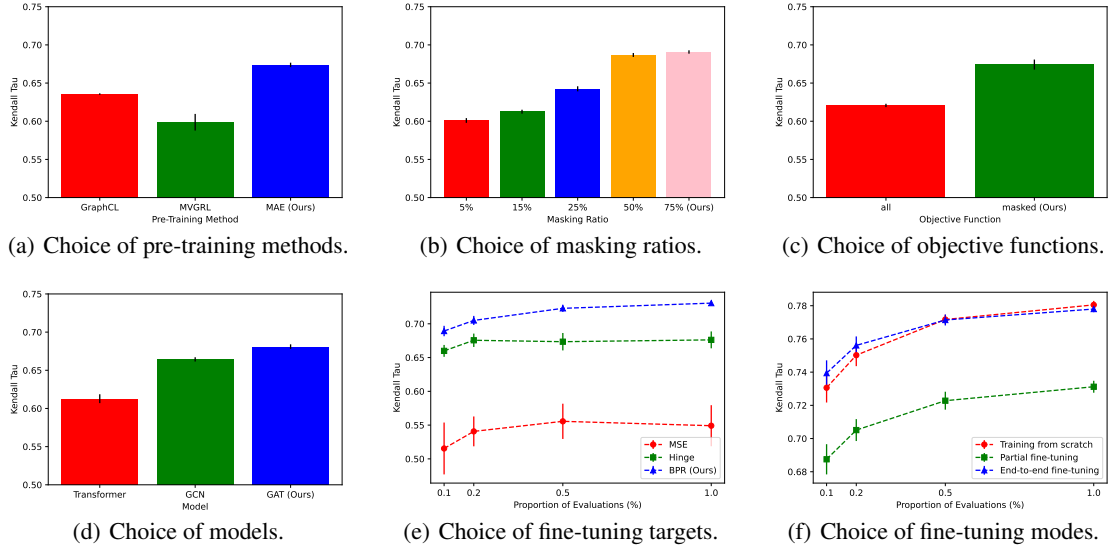 0.75
0.70
0.65
0.60
0.55
0.50
Kendall Tau
GraphCL
MVGRL
MAE (Ours)
Pre-Training Method
(a) Choice of pre-training methods.
0.75
0.70
0.65
0.60
0.55
0.50
Kendall Tau
5%
15%
25%
50%
75% (Ours)
Masking Ratio
(b) Choice of masking ratios.
0.75
0.70
0.65
0.60
0.55
0.50
Kendall Tau
all
masked (Ours)
Objective Function
(c) Choice of objective functions.
0.75
0.70
0.65
0.60
0.55
0.50
Kendall Tau
Transformer
GCN
GAT (Ours)
Model
(d) Choice of models.
0.70
0.65
0.60
0.55
0.50
Kendall Tau
MSE
Hinge
BPR (Ours)
0.1
0.2
0.5
1.0
Proportion of Evaluations (%)
(e) Choice of fine-tuning targets.
0.78
0.76
0.74
0.72
0.70
0.68
Kendall Tau
Training from scratch
Partial fine-tuning
End-to-end fine-tuning
0.1
0.2
0.5
1.0
Proportion of Evaluations (%)
(f) Choice of fine-tuning modes.